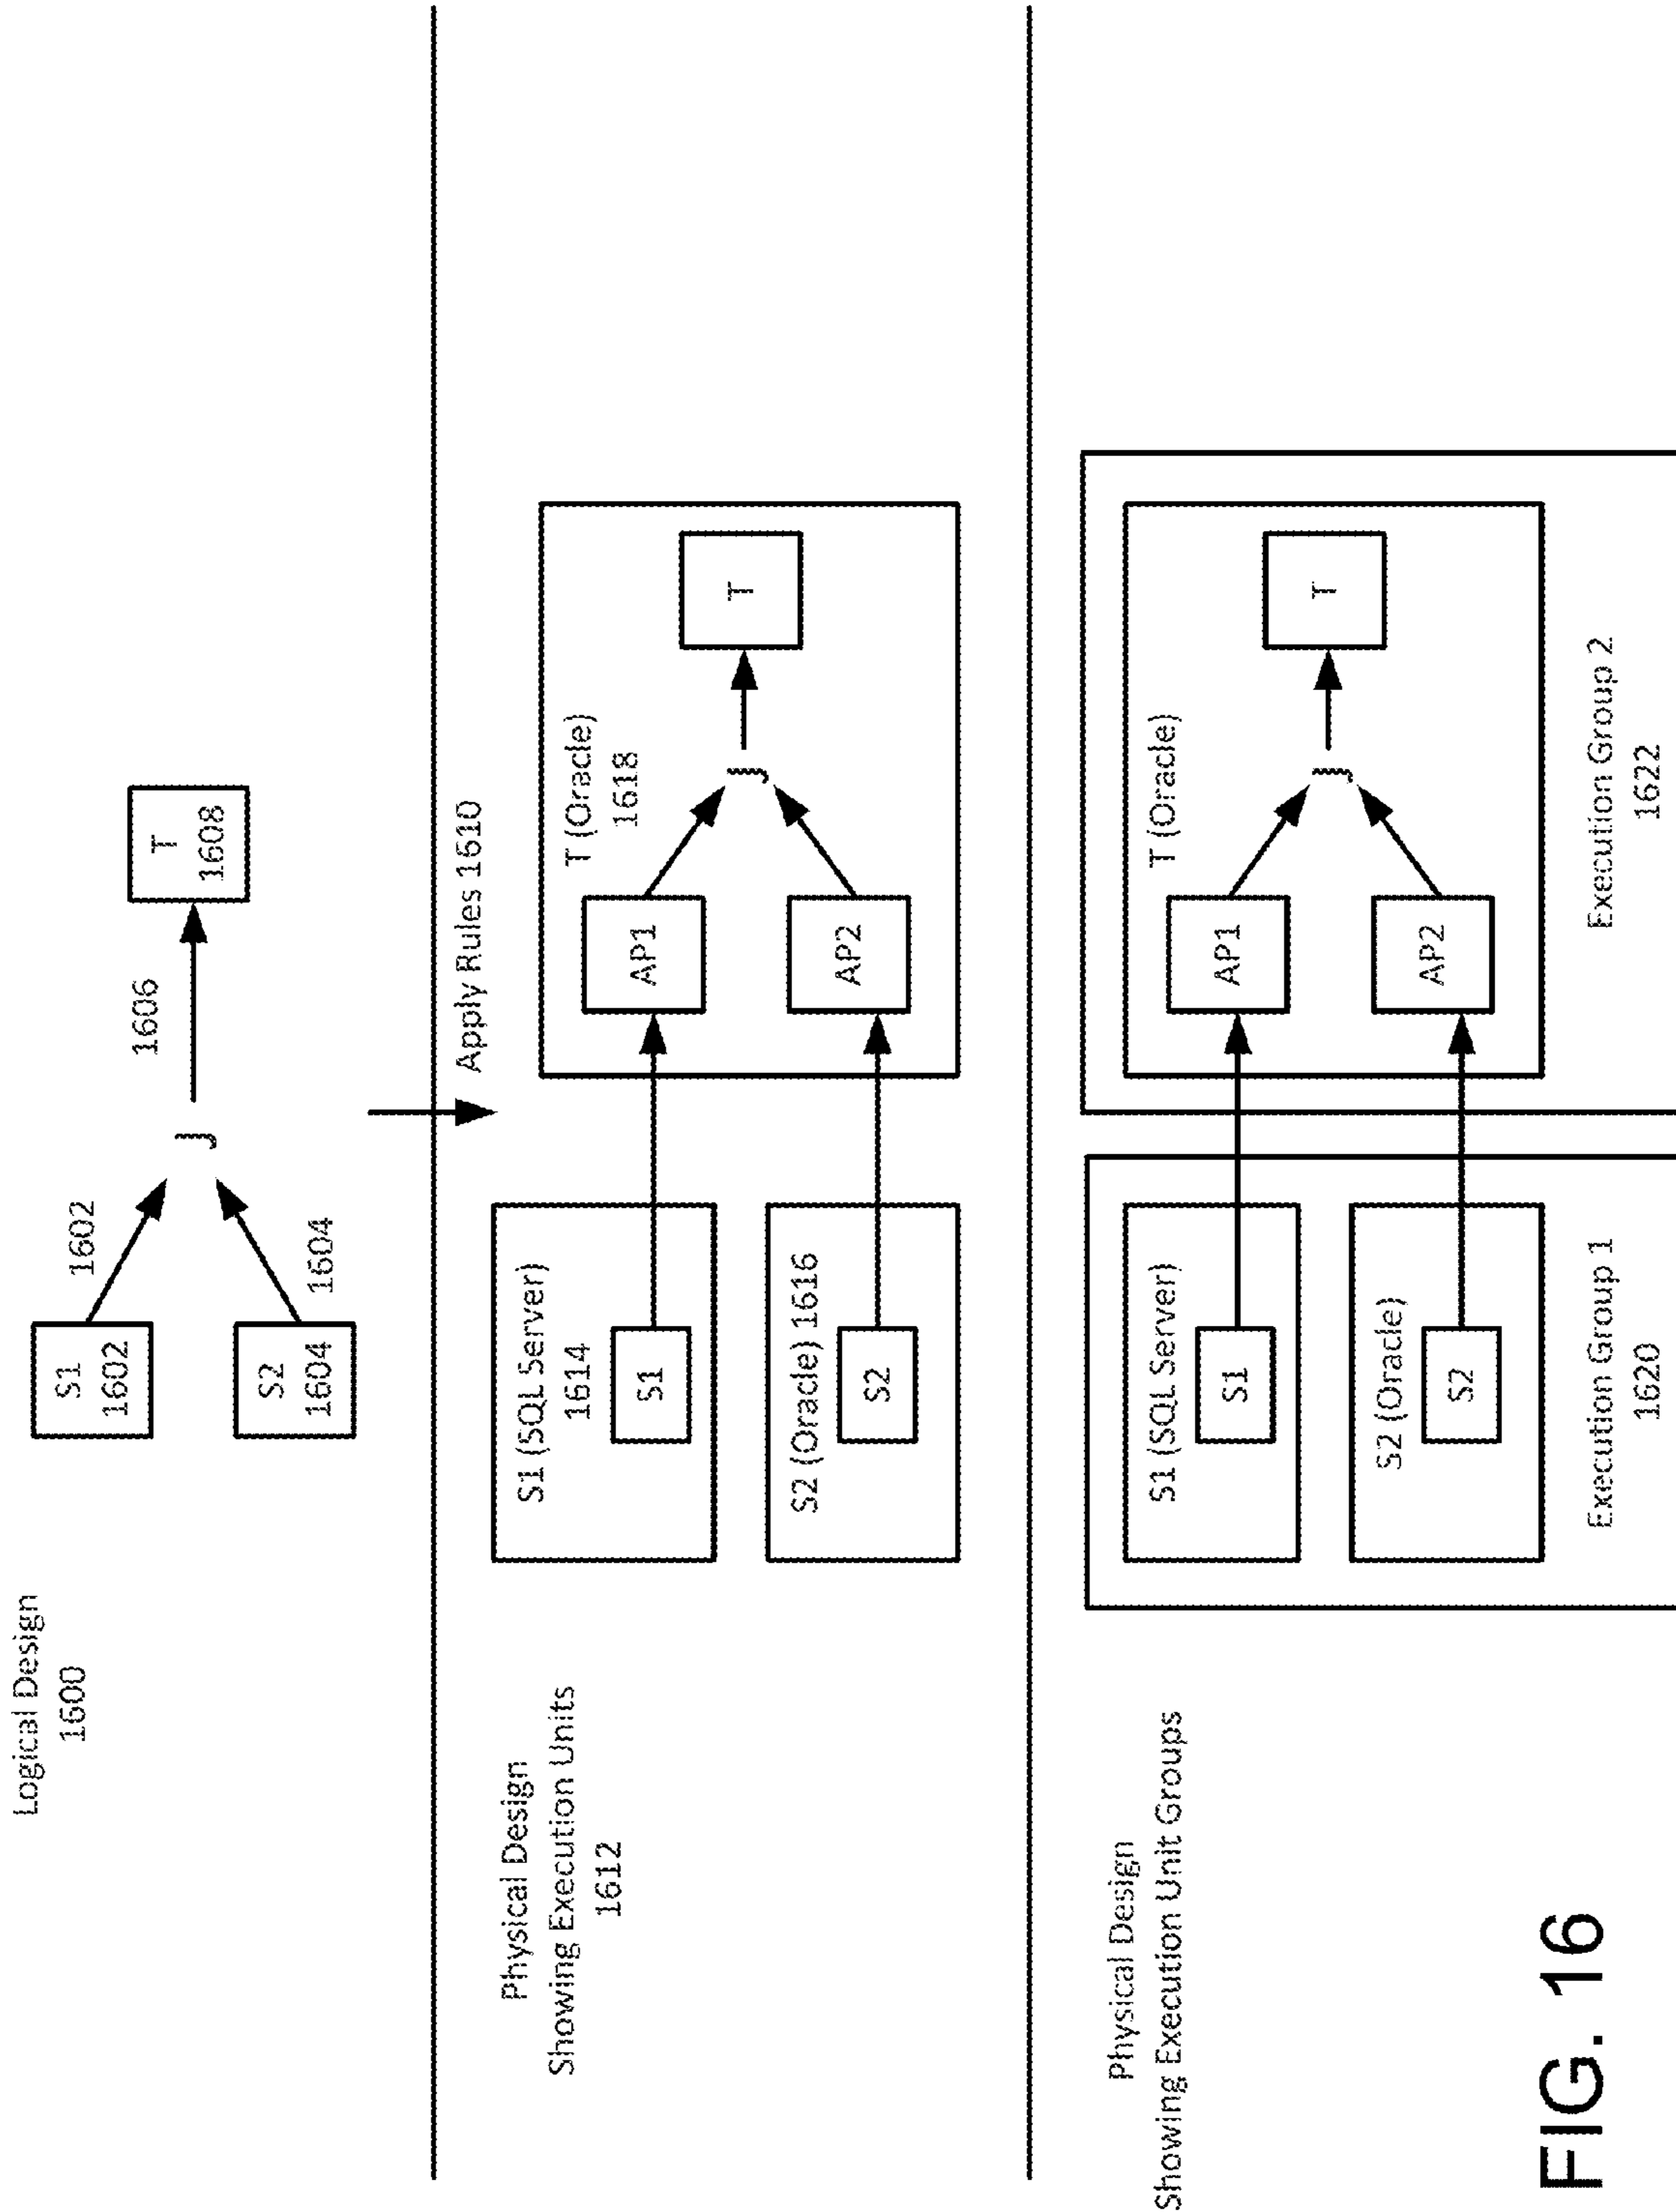 Logical Design
1600
S1
1602
1602
S2
1604
1604
J
1606
T
1608
Apply Rules 1610
Physical Design
Showing Execution Units
1612
S1 (SQL Server)
1614
S1
S2 (Oracle) 1616
S2
T (Oracle)
1618
AP1
AP2
J
T
Physical Design
Showing Execution Unit Groups
S1 (SQL Server)
S1
S2 (Oracle)
S2
Execution Group 1
1620
T (Oracle)
AP1
AP2
J
T
Execution Group 2
1622
FIG. 16